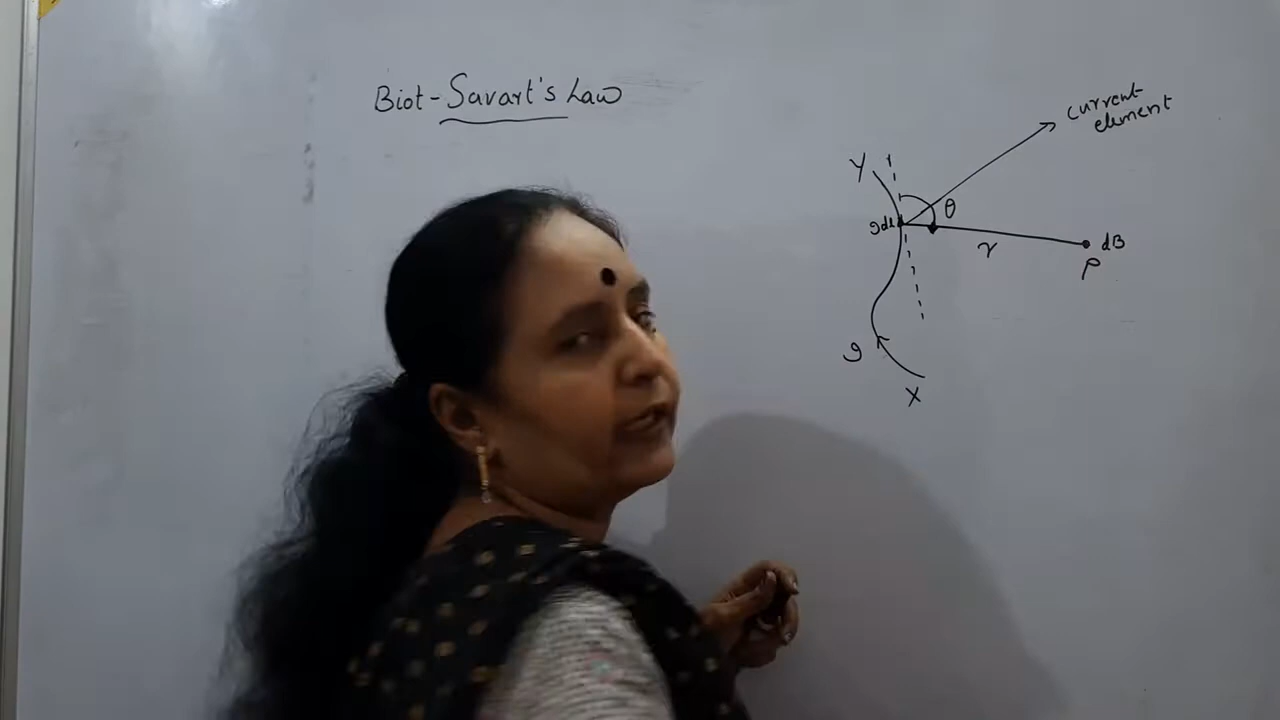 Biot-Savart's Law
current
element
Y
θ
Idl
r
dB
P
I
X